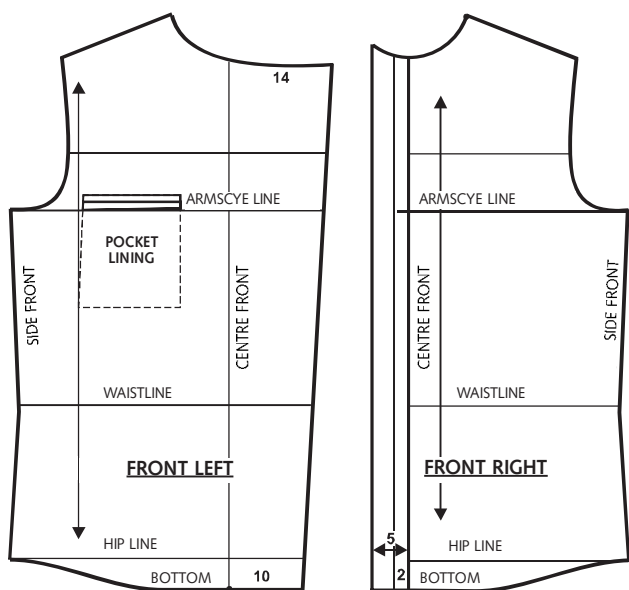 14
ARMSCYE LINE
POCKET
LINING
SIDE FRONT
CENTRE FRONT
WAISTLINE
FRONT LEFT
HIP LINE
BOTTOM
10
ARMSCYE LINE
CENTRE FRONT
SIDE FRONT
WAISTLINE
FRONT RIGHT
5
HIP LINE
2
BOTTOM